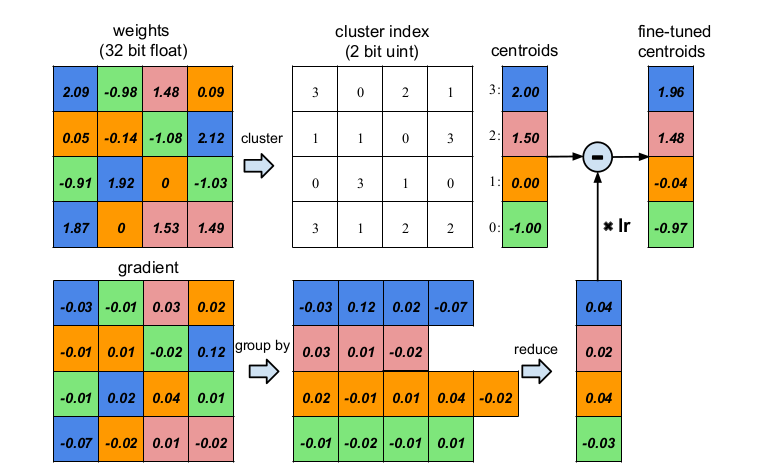 weights
(32 bit float)
cluster index
(2 bit uint)
centroids
fine-tuned
centroids
2.09 -0.98 1.48 0.09
3 0 2 1
3: 2.00
1.96
0.05 -0.14 -1.08 2.12
cluster
1 1 0 3
2: 1.50
-
1.48
-0.91 1.92 0 -1.03
0 3 1 0
1: 0.00
-0.04
1.87 0 1.53 1.49
3 1 2 2
0: -1.00
× lr
-0.97
gradient
-0.03 -0.01 0.03 0.02
-0.03 0.12 0.02 -0.07
0.04
-0.01 0.01 -0.02 0.12
group by
0.03 0.01 -0.02
reduce
0.02
-0.01 0.02 0.04 0.01
0.02 -0.01 0.01 0.04 -0.02
0.04
-0.07 -0.02 0.01 -0.02
-0.01 -0.02 -0.01 0.01
-0.03